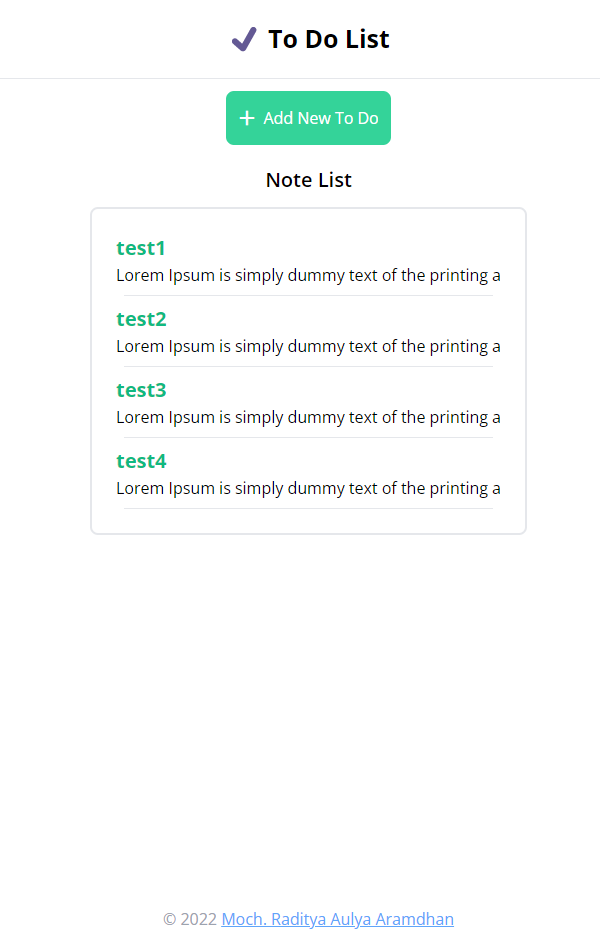 To Do List
+ Add New To Do
Note List
test1
Lorem Ipsum is simply dummy text of the printing a
test2
Lorem Ipsum is simply dummy text of the printing a
test3
Lorem Ipsum is simply dummy text of the printing a
test4
Lorem Ipsum is simply dummy text of the printing a
© 2022 Moch. Raditya Aulya Aramdhan